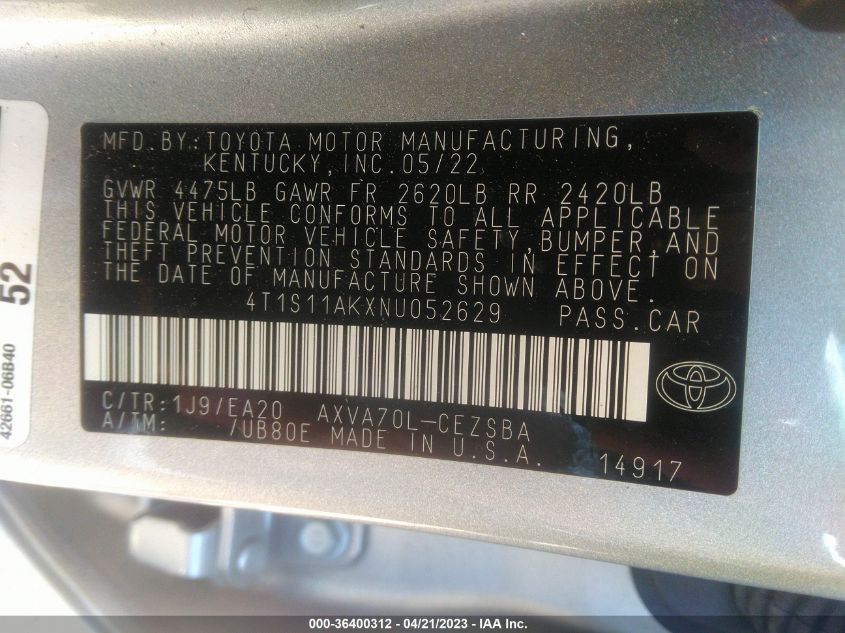 MFD.BY:TOYOTA MOTOR MANUFACTURING,
KENTUCKY,INC.05/22
GVWR 4475LB GAWR FR 2620LB RR 2420LB
THIS VEHICLE CONFORMS TO ALL APPLICABLE
FEDERAL MOTOR VEHICLE SAFETY,BUMPER,AND
THEFT PREVENTION STANDARDS IN EFFECT ON
THE DATE OF MANUFACTURE SHOWN ABOVE.
4T1S11AKXNU052629 PASS.CAR
C/TR:1J9/EA20 AXVA70L-CEZSBA
A/TM: /UB80E MADE IN U.S.A. 14917
52
42661-06B40
000-36400312 - 04/21/2023 - IAA Inc.